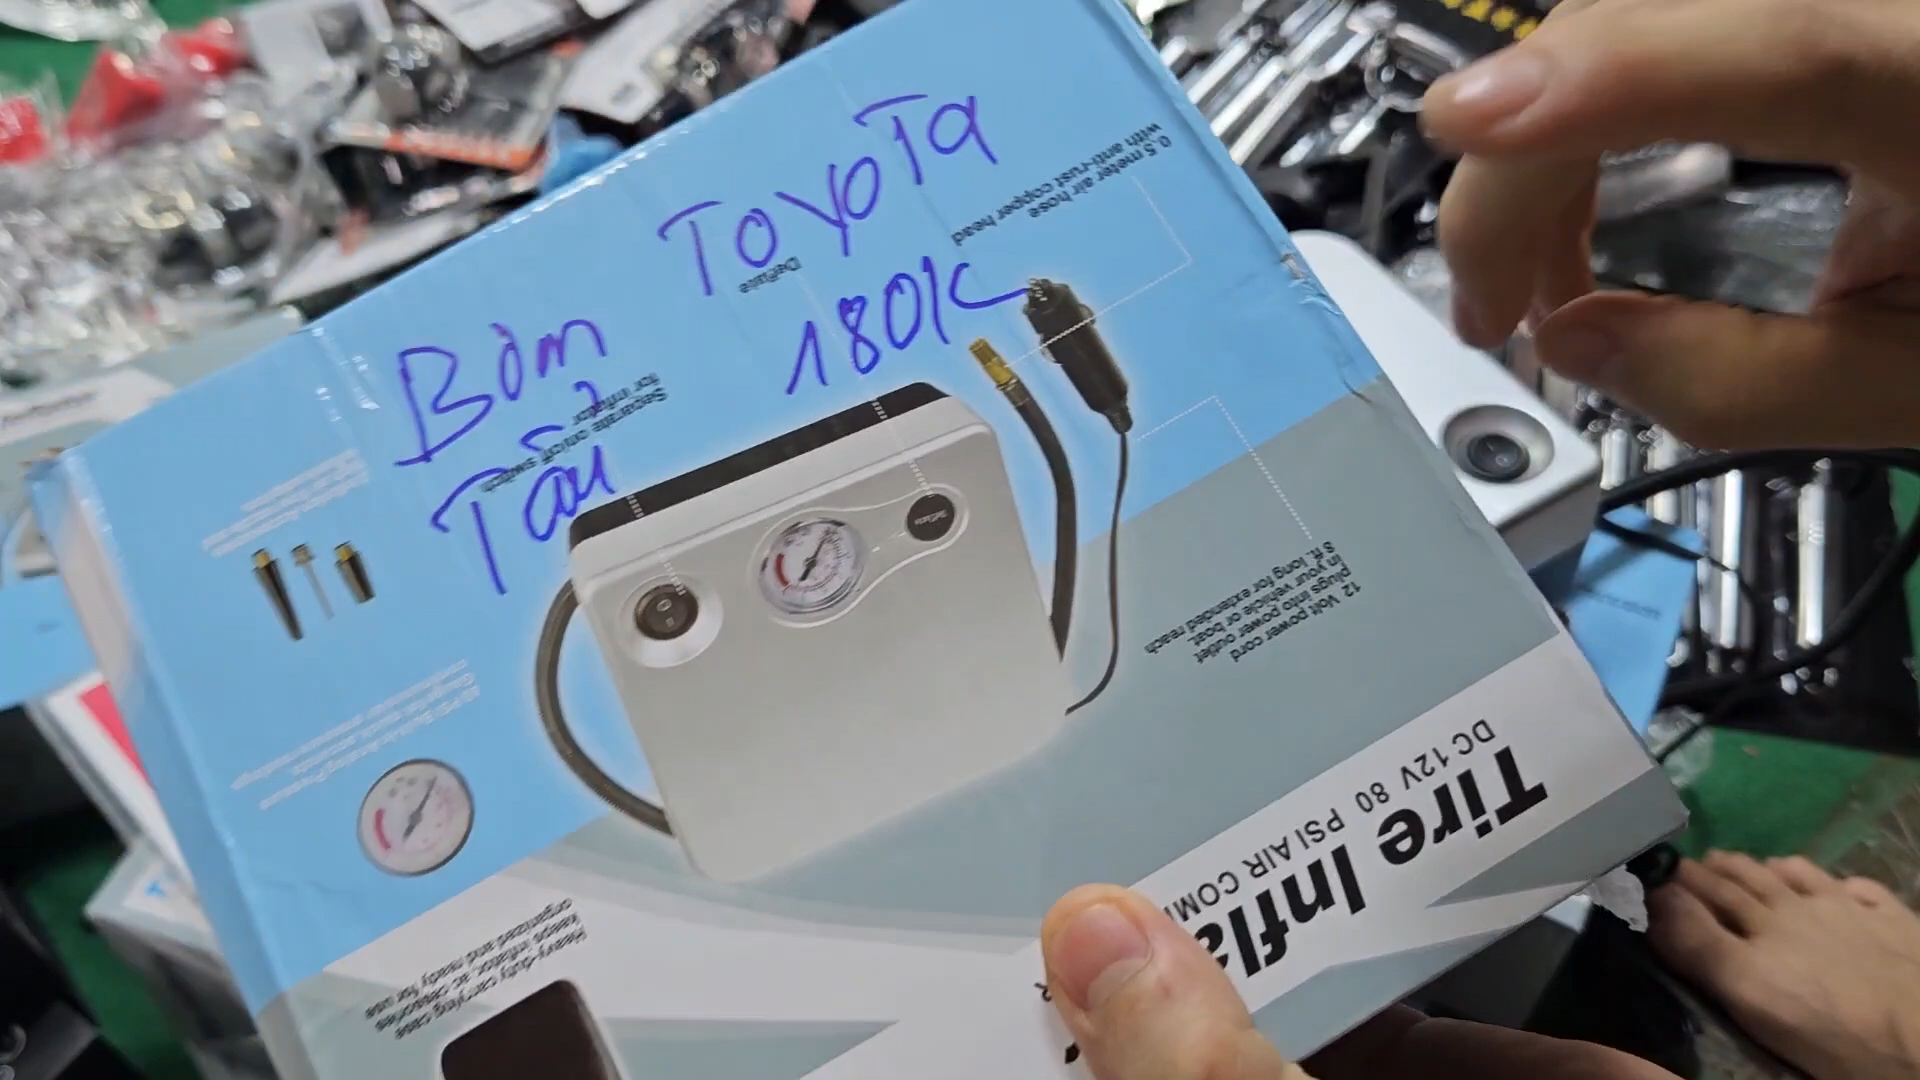 TOYOTA
180K
Bơm
Tẩu
0.5 meter air hose
with anti-rust copper head
Deflate
Separate on/off switch
for inflator
12 Volt power cord
plugs into power outlet
in your vehicle or boat.
8 ft. long for extended reach
Heavy-duty carrying case
keeps inflator, accessories
organized and ready for use
Tire Infla
DC 12V 80 PSI AIR COM